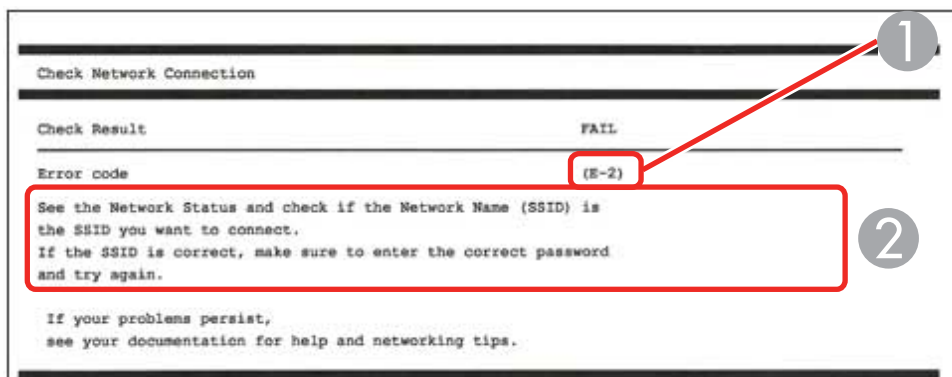 1
Check Network Connection
Check Result FAIL
Error code (E-2)
See the Network Status and check if the Network Name (SSID) is
the SSID you want to connect.
If the SSID is correct, make sure to enter the correct password
and try again.
2
If your problems persist,
see your documentation for help and networking tips.